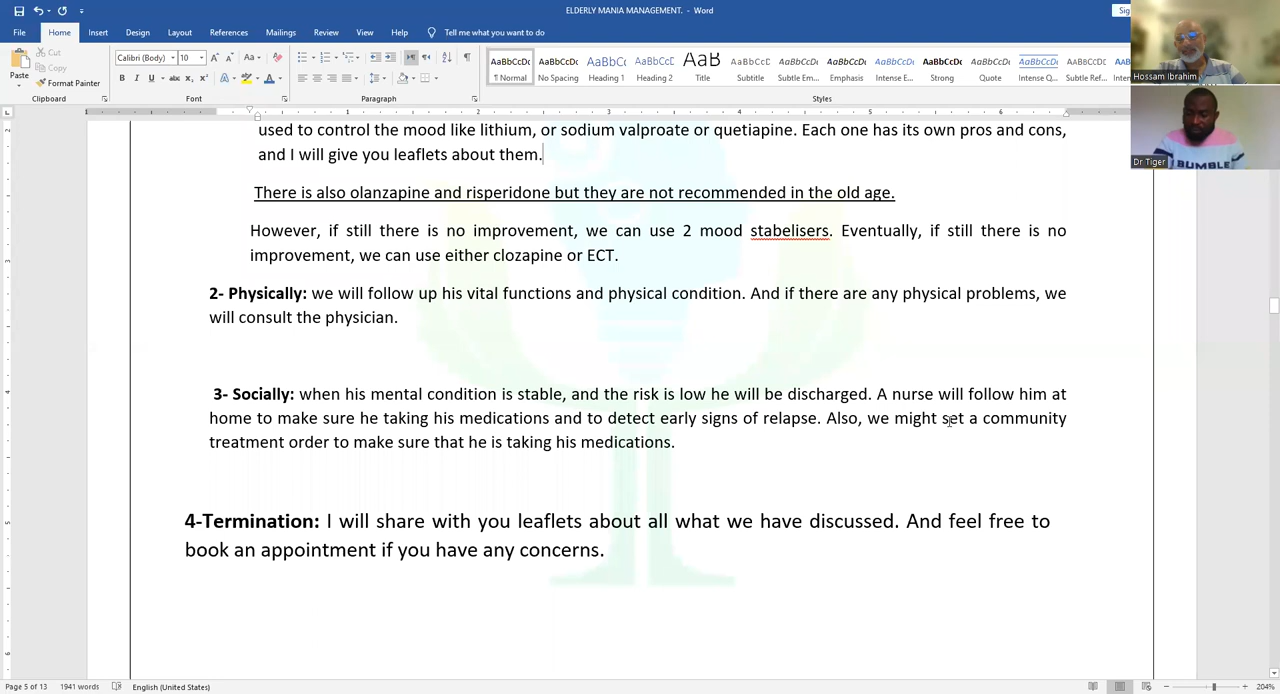 ELDERLY MANIA MANAGEMENT. - Word
Sig
File Home Insert Design Layout References Mailings Review View Help Tell me what you want to do
Paste
Cut
Copy
Format Painter
Clipboard
Calibri (Body) 10
Font
Paragraph
AaBbCcDc AaBbCcDc AaBbCc AaBbCcC AaB AaBbCcC AaBbCcDc AaBbCcDc AaBbCcDc AaBbCcDc AaBbCcDc AaBbCcDc AaBbCcDc
¶ Normal No Spacing Heading 1 Heading 2 Title Subtitle Subtle Em... Emphasis Intense E... Strong Quote Intense Q... Subtle Ref...
Styles
Hossam Ibrahim
BUMBLE
Dr Tiger
used to control the mood like lithium, or sodium valproate or quetiapine. Each one has its own pros and cons,
and I will give you leaflets about them.
There is also olanzapine and risperidone but they are not recommended in the old age.
However, if still there is no improvement, we can use 2 mood stabelisers. Eventually, if still there is no
improvement, we can use either clozapine or ECT.
2- Physically: we will follow up his vital functions and physical condition. And if there are any physical problems, we
will consult the physician.
3- Socially: when his mental condition is stable, and the risk is low he will be discharged. A nurse will follow him at
home to make sure he taking his medications and to detect early signs of relapse. Also, we might set a community
treatment order to make sure that he is taking his medications.
4-Termination: I will share with you leaflets about all what we have discussed. And feel free to
book an appointment if you have any concerns.
Page 5 of 13 1941 words English (United States) 204%